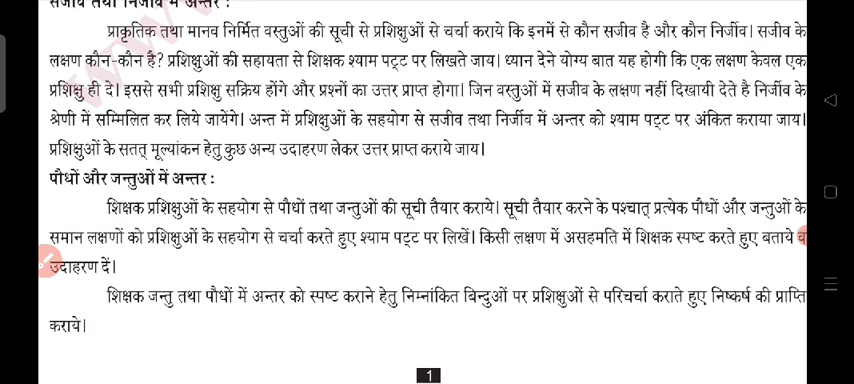 सजीव तथा निर्जीव में अन्तर :
प्राकृतिक तथा मानव निर्मित वस्तुओं की सूची से प्रशिक्षुओं से चर्चा कराये कि इनमें से कौन सजीव है और कौन निर्जीव। सजीव के
लक्षण कौन-कौन है? प्रशिक्षुओं की सहायता से शिक्षक श्याम पट्ट पर लिखते जाय। ध्यान देने योग्य बात यह होगी कि एक लक्षण केवल एक
प्रशिक्षु ही दे। इससे सभी प्रशिक्षु सक्रिय होंगे और प्रश्नों का उत्तर प्राप्त होगा। जिन वस्तुओं में सजीव के लक्षण नहीं दिखायी देते है निर्जीव के
श्रेणी में सम्मिलित कर लिये जायेंगे। अन्त में प्रशिक्षुओं के सहयोग से सजीव तथा निर्जीव में अन्तर को श्याम पट्ट पर अंकित कराया जाय।
प्रशिक्षुओं के सतत् मूल्यांकन हेतु कुछ अन्य उदाहरण लेकर उत्तर प्राप्त कराये जाय।
पौधों और जन्तुओं में अन्तर :
शिक्षक प्रशिक्षुओं के सहयोग से पौधों तथा जन्तुओं की सूची तैयार कराये। सूची तैयार करने के पश्चात् प्रत्येक पौधों और जन्तुओं के
समान लक्षणों को प्रशिक्षुओं के सहयोग से चर्चा करते हुए श्याम पट्ट पर लिखें। किसी लक्षण में असहमति में शिक्षक स्पष्ट करते हुए बताये व
उदाहरण दें।
शिक्षक जन्तु तथा पौधों में अन्तर को स्पष्ट कराने हेतु निम्नांकित बिन्दुओं पर प्रशिक्षुओं से परिचर्चा कराते हुए निष्कर्ष की प्राप्ति
कराये।
1